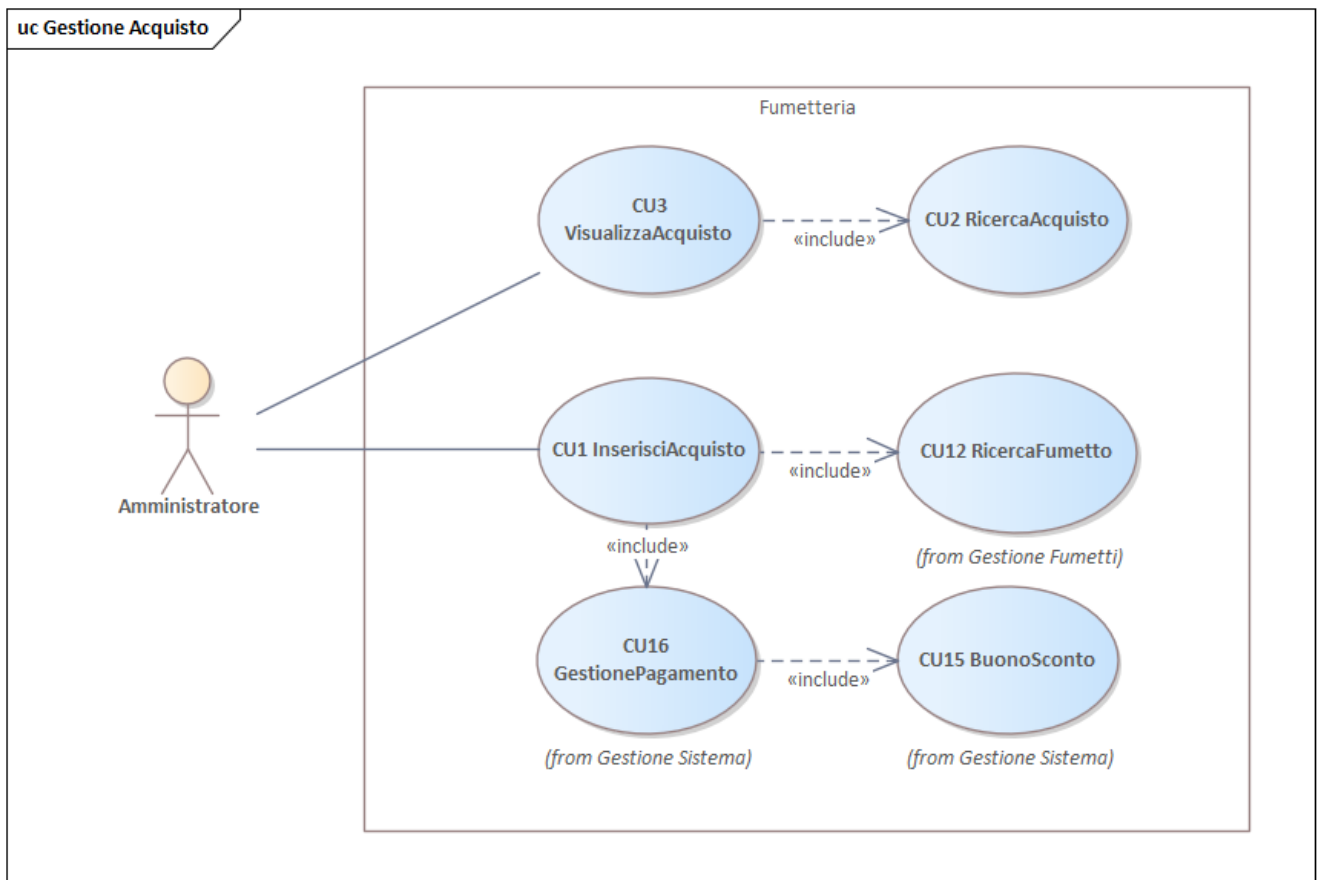 uc Gestione Acquisto
Fumetteria
CU3
VisualizzaAcquisto
«include»
CU2 RicercaAcquisto
Amministratore
CU1 InserisciAcquisto
«include»
CU12 RicercaFumetto
(from Gestione Fumetti)
«include»
CU16
GestionePagamento
(from Gestione Sistema)
«include»
CU15 BuonoSconto
(from Gestione Sistema)